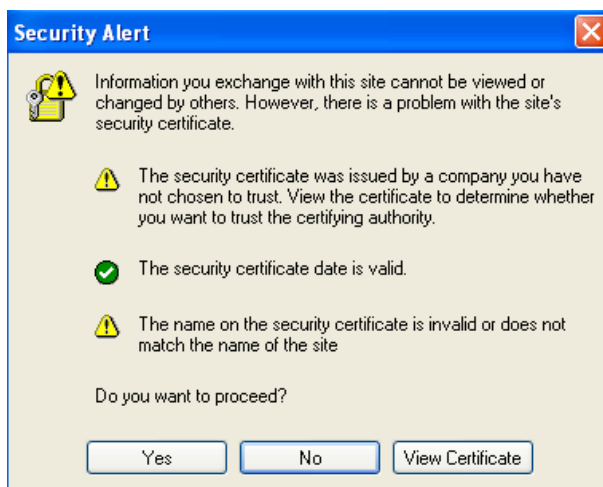 Security Alert
Information you exchange with this site cannot be viewed or
changed by others. However, there is a problem with the site's
security certificate.
The security certificate was issued by a company you have
not chosen to trust. View the certificate to determine whether
you want to trust the certifying authority.
The security certificate date is valid.
The name on the security certificate is invalid or does not
match the name of the site
Do you want to proceed?
Yes No View Certificate